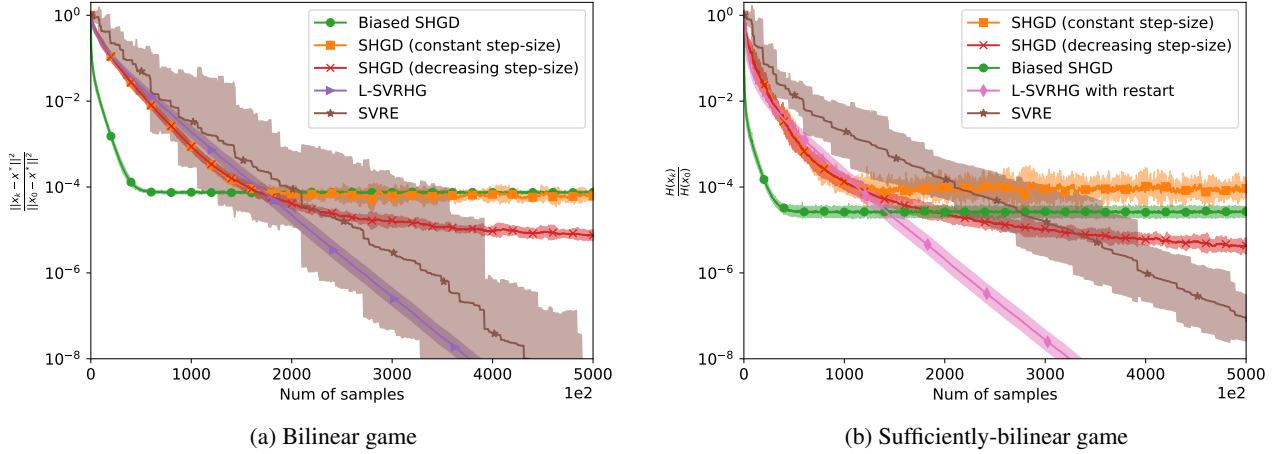 Biased SHGD
SHGD (constant step-size)
SHGD (decreasing step-size)
L-SVRHG
SVRE
10^0
10^{-2}
10^{-4}
10^{-6}
10^{-8}
||x_k − x*||²
||x_0 − x*||²
0 1000 2000 3000 4000 5000
Num of samples 1e2
(a) Bilinear game
SHGD (constant step-size)
SHGD (decreasing step-size)
Biased SHGD
L-SVRHG with restart
SVRE
10^0
10^{-2}
10^{-4}
10^{-6}
10^{-8}
H(x_k)
H(x_0)
0 1000 2000 3000 4000 5000
Num of samples 1e2
(b) Sufficiently-bilinear game